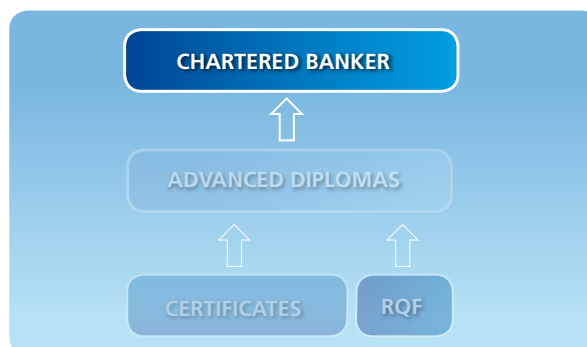 CHARTERED BANKER
ADVANCED DIPLOMAS
CERTIFICATES
RQF